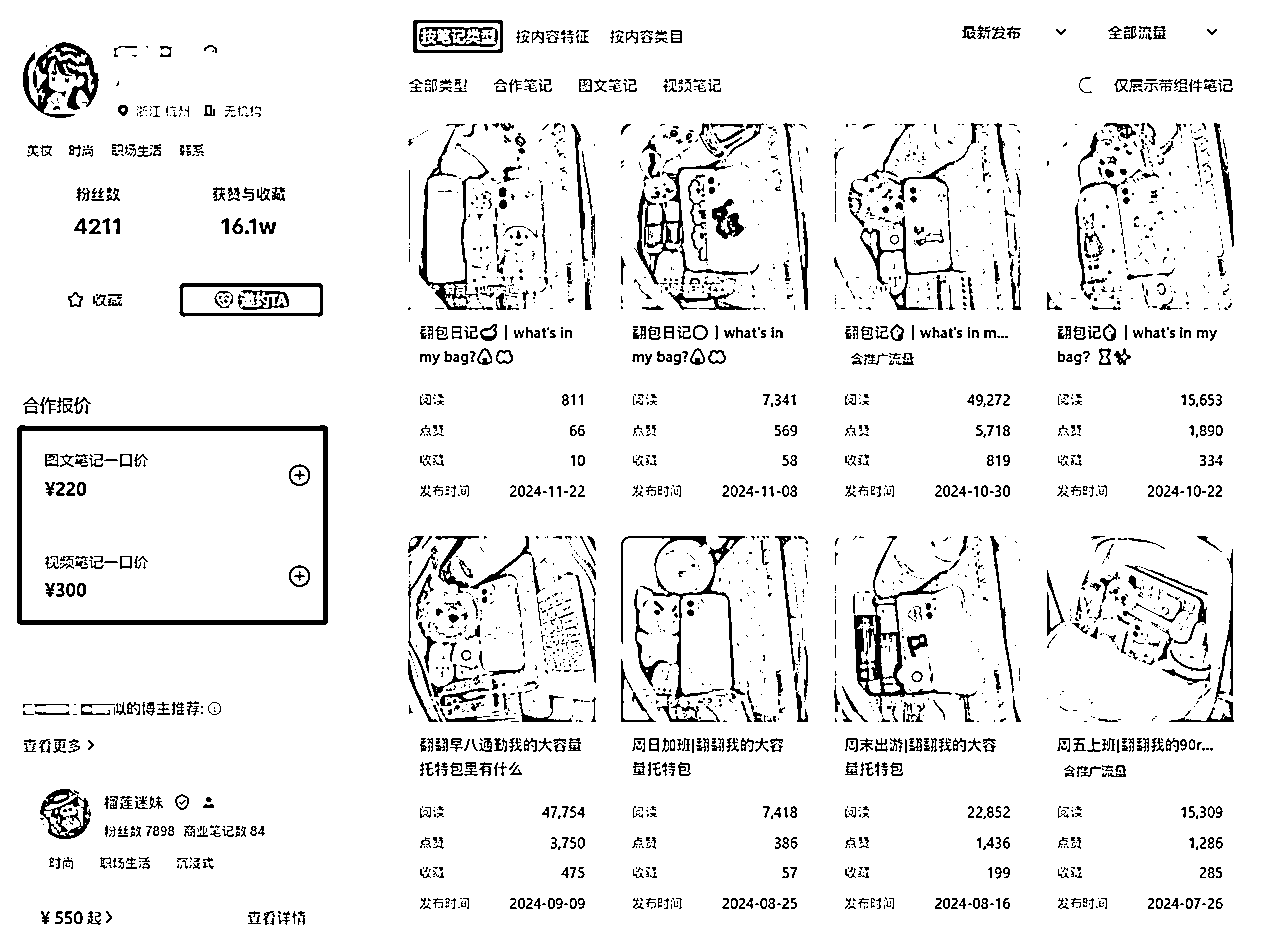 浙江 杭州 无机构
美妆 时尚 职场生活 韩系
粉丝数 获赞与收藏
4211 16.1w
收藏 邀约TA
合作报价
图文笔记一口价
¥220
视频笔记一口价
¥300
似的博主推荐:
查看更多 >
榴莲迷妹
粉丝数 7898 商业笔记数 84
时尚 职场生活 沉浸式
¥ 550 起 > 查看详情
按笔记类型 按内容特征 按内容类目 最新发布 全部流量
全部类型 合作笔记 图文笔记 视频笔记 仅展示带组件笔记
翻包日记 | what's in
my bag?
阅读 811
点赞 66
收藏 10
发布时间 2024-11-22
翻包日记 | what's in
my bag?
阅读 7,341
点赞 569
收藏 58
发布时间 2024-11-08
翻包记 | what's in m...
含推广流量
阅读 49,272
点赞 5,718
收藏 819
发布时间 2024-10-30
翻包记 | what's in my
bag?
阅读 15,653
点赞 1,890
收藏 334
发布时间 2024-10-22
翻翻早八通勤我的大容量
托特包里有什么
阅读 47,754
点赞 3,750
收藏 475
发布时间 2024-09-09
周日加班|翻翻我的大容
量托特包
阅读 7,418
点赞 386
收藏 57
发布时间 2024-08-25
周末出游|翻翻我的大容
量托特包
阅读 22,852
点赞 1,436
收藏 199
发布时间 2024-08-16
周五上班|翻翻我的90r...
含推广流量
阅读 15,309
点赞 1,286
收藏 285
发布时间 2024-07-26